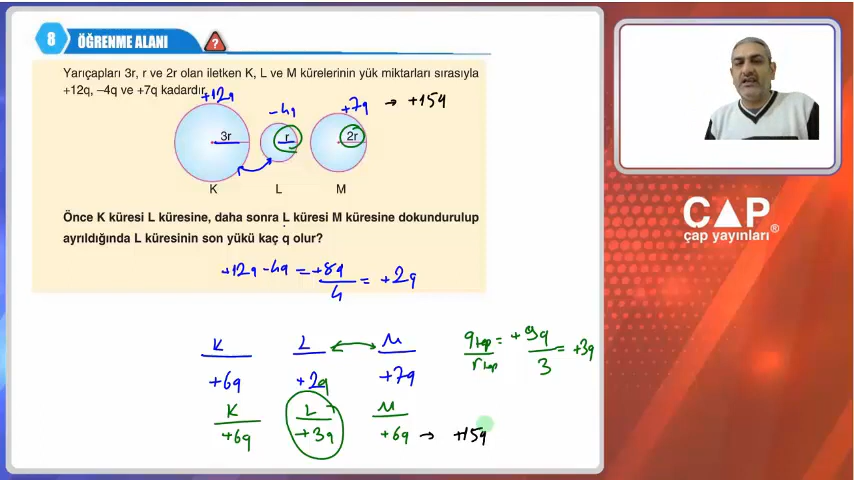 8 ÖĞRENME ALANI ?
Yarıçapları 3r, r ve 2r olan iletken K, L ve M kürelerinin yük miktarları sırasıyla
+12q, –4q ve +7q kadardır.
+12q -4q +7q → +15q
3r r 2r
K L M
Önce K küresi L küresine, daha sonra L küresi M küresine dokundurulup
ayrıldığında L küresinin son yükü kaç q olur?
+12q -4q = +8q/4 = +2q
K L M
+6q +2q +7q
qtop/rtop = +9q/3 = +3q
K L M
+6q +3q +6q → +15q
ÇAP
çap yayınları®